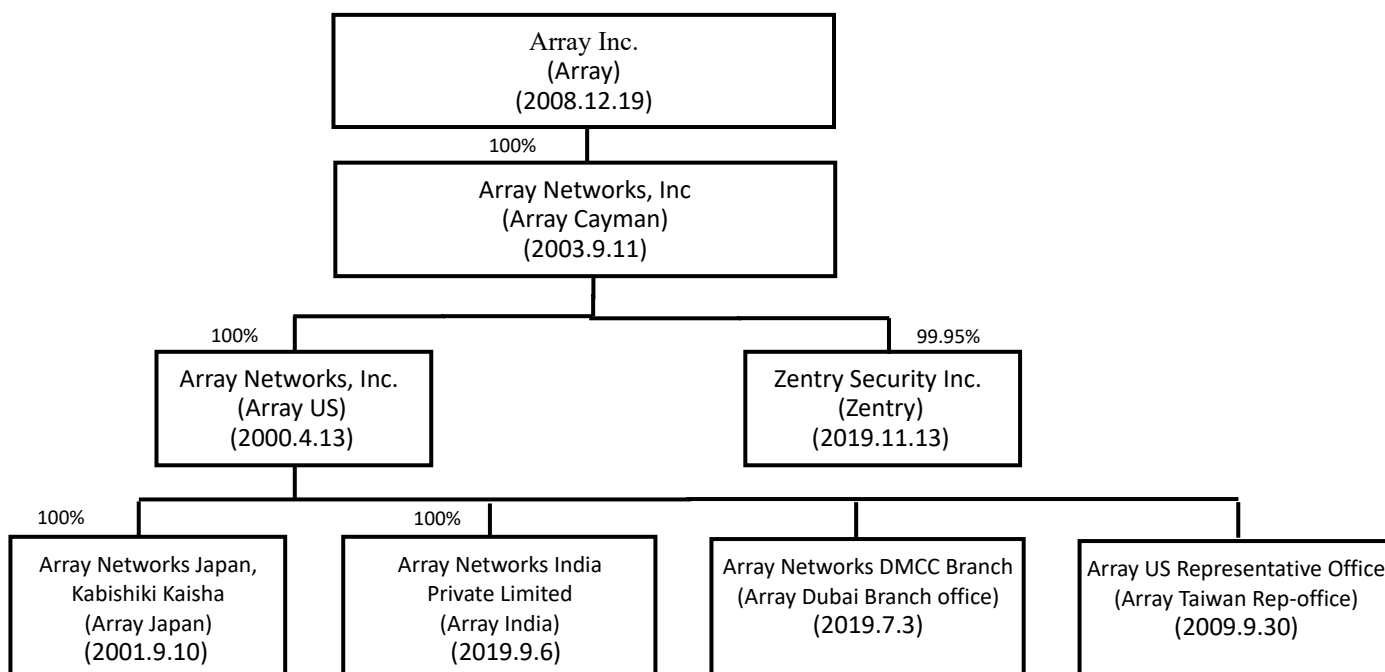 Array Inc.
(Array)
(2008.12.19)
100%
Array Networks, Inc
(Array Cayman)
(2003.9.11)
100%
99.95%
Array Networks, Inc.
(Array US)
(2000.4.13)
Zentry Security Inc.
(Zentry)
(2019.11.13)
100%
100%
Array Networks Japan,
Kabishiki Kaisha
(Array Japan)
(2001.9.10)
Array Networks India
Private Limited
(Array India)
(2019.9.6)
Array Networks DMCC Branch
(Array Dubai Branch office)
(2019.7.3)
Array US Representative Office
(Array Taiwan Rep-office)
(2009.9.30)